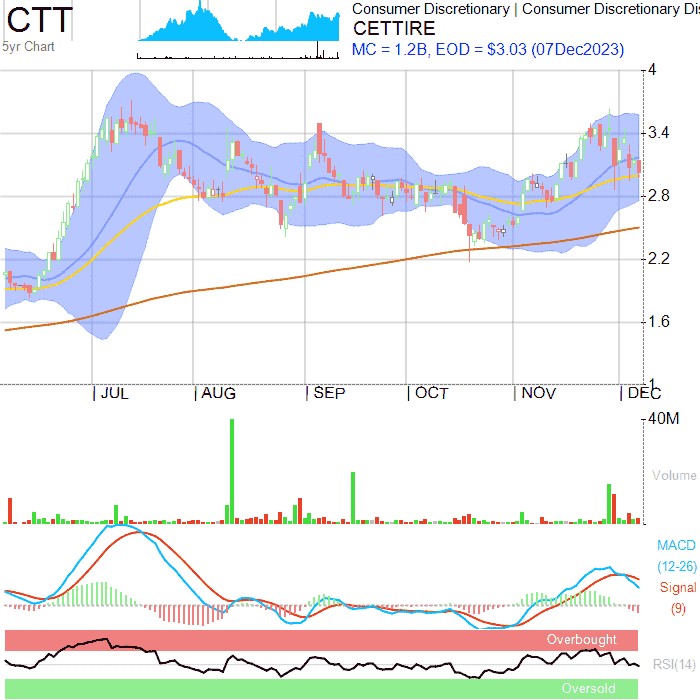 CTT
5yr Chart
Consumer Discretionary | Consumer Discretionary Dis
CETTIRE
MC = 1.2B, EOD = $3.03 (07Dec2023)
4
3.4
2.8
2.2
1.6
1
JUL AUG SEP OCT NOV DEC
40M
Volume
MACD
(12-26)
Signal
(9)
Overbought
RSI(14)
Oversold